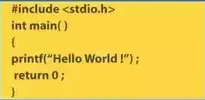 #include <stdio.h>
int main( )
{
printf(“Hello World !”) ;
return 0 ;
}